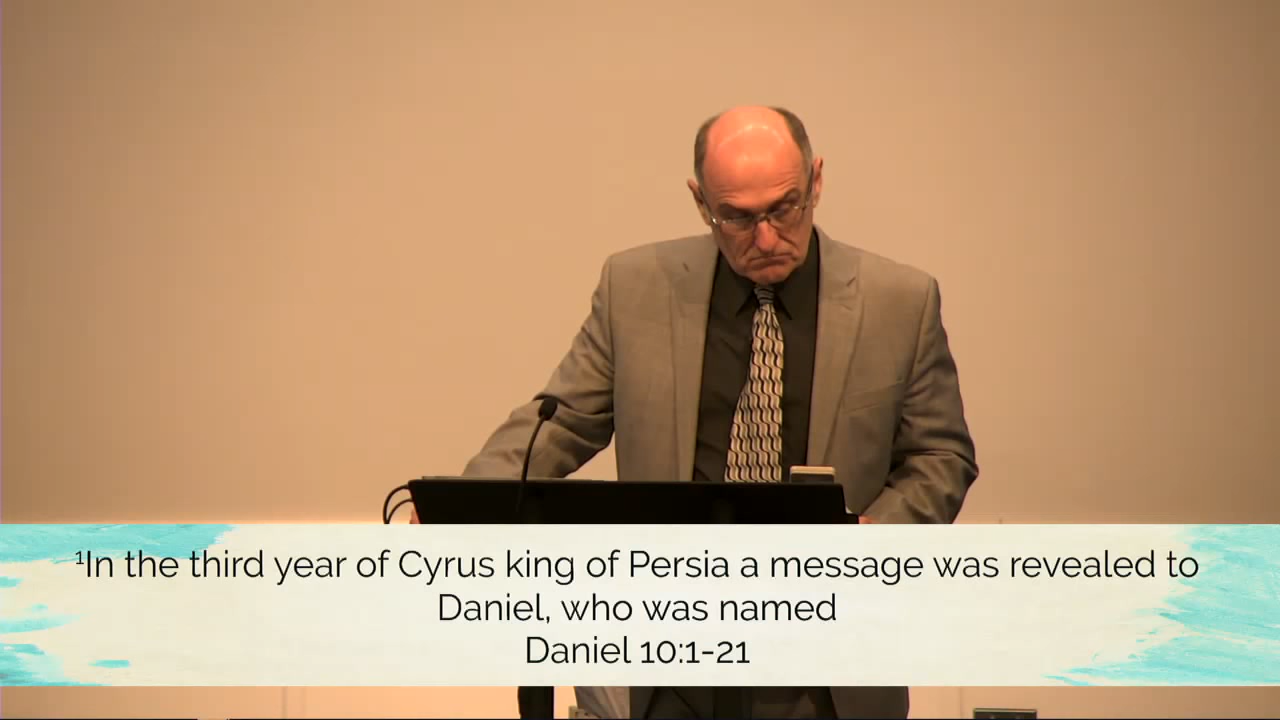 ¹In the third year of Cyrus king of Persia a message was revealed to
Daniel, who was named
Daniel 10:1-21